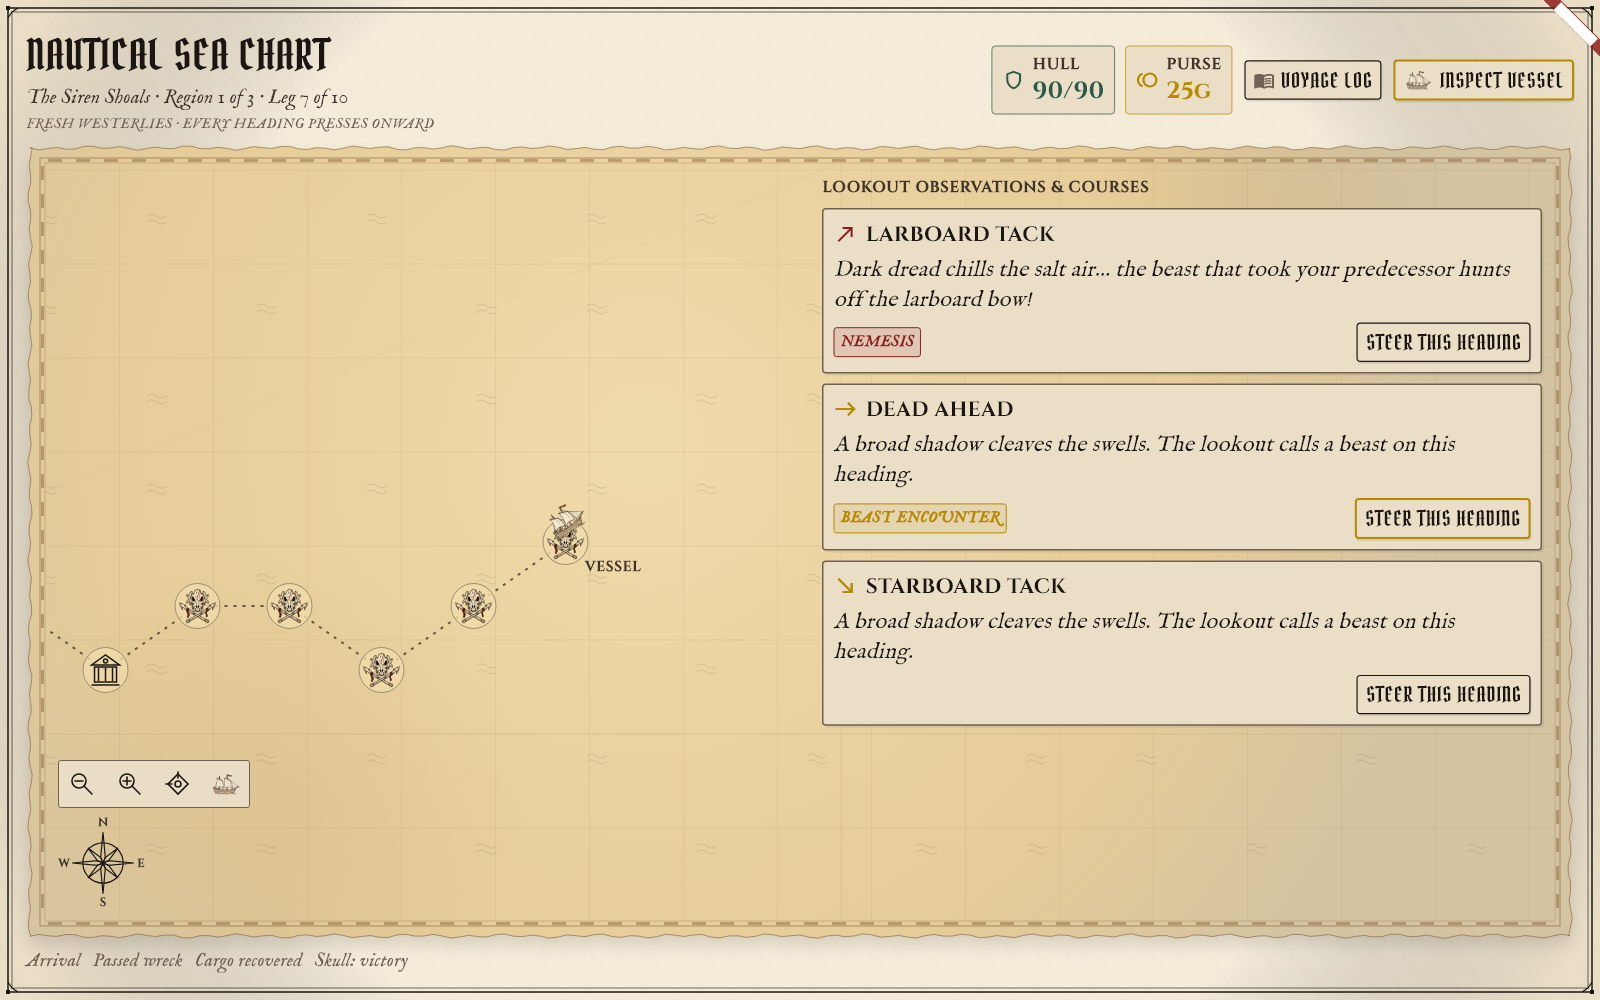 NAUTICAL SEA CHART
The Siren Shoals · Region 1 of 3 · Leg 7 of 10
FRESH WESTERLIES · EVERY HEADING PRESSES ONWARD
HULL
90/90
PURSE
25G
VOYAGE LOG
INSPECT VESSEL
LOOKOUT OBSERVATIONS & COURSES
LARBOARD TACK
Dark dread chills the salt air... the beast that took your predecessor hunts
off the larboard bow!
NEMESIS
STEER THIS HEADING
DEAD AHEAD
A broad shadow cleaves the swells. The lookout calls a beast on this
heading.
BEAST ENCOUNTER
STEER THIS HEADING
STARBOARD TACK
A broad shadow cleaves the swells. The lookout calls a beast on this
heading.
STEER THIS HEADING
VESSEL
N
W E
S
Arrival Passed wreck Cargo recovered Skull: victory